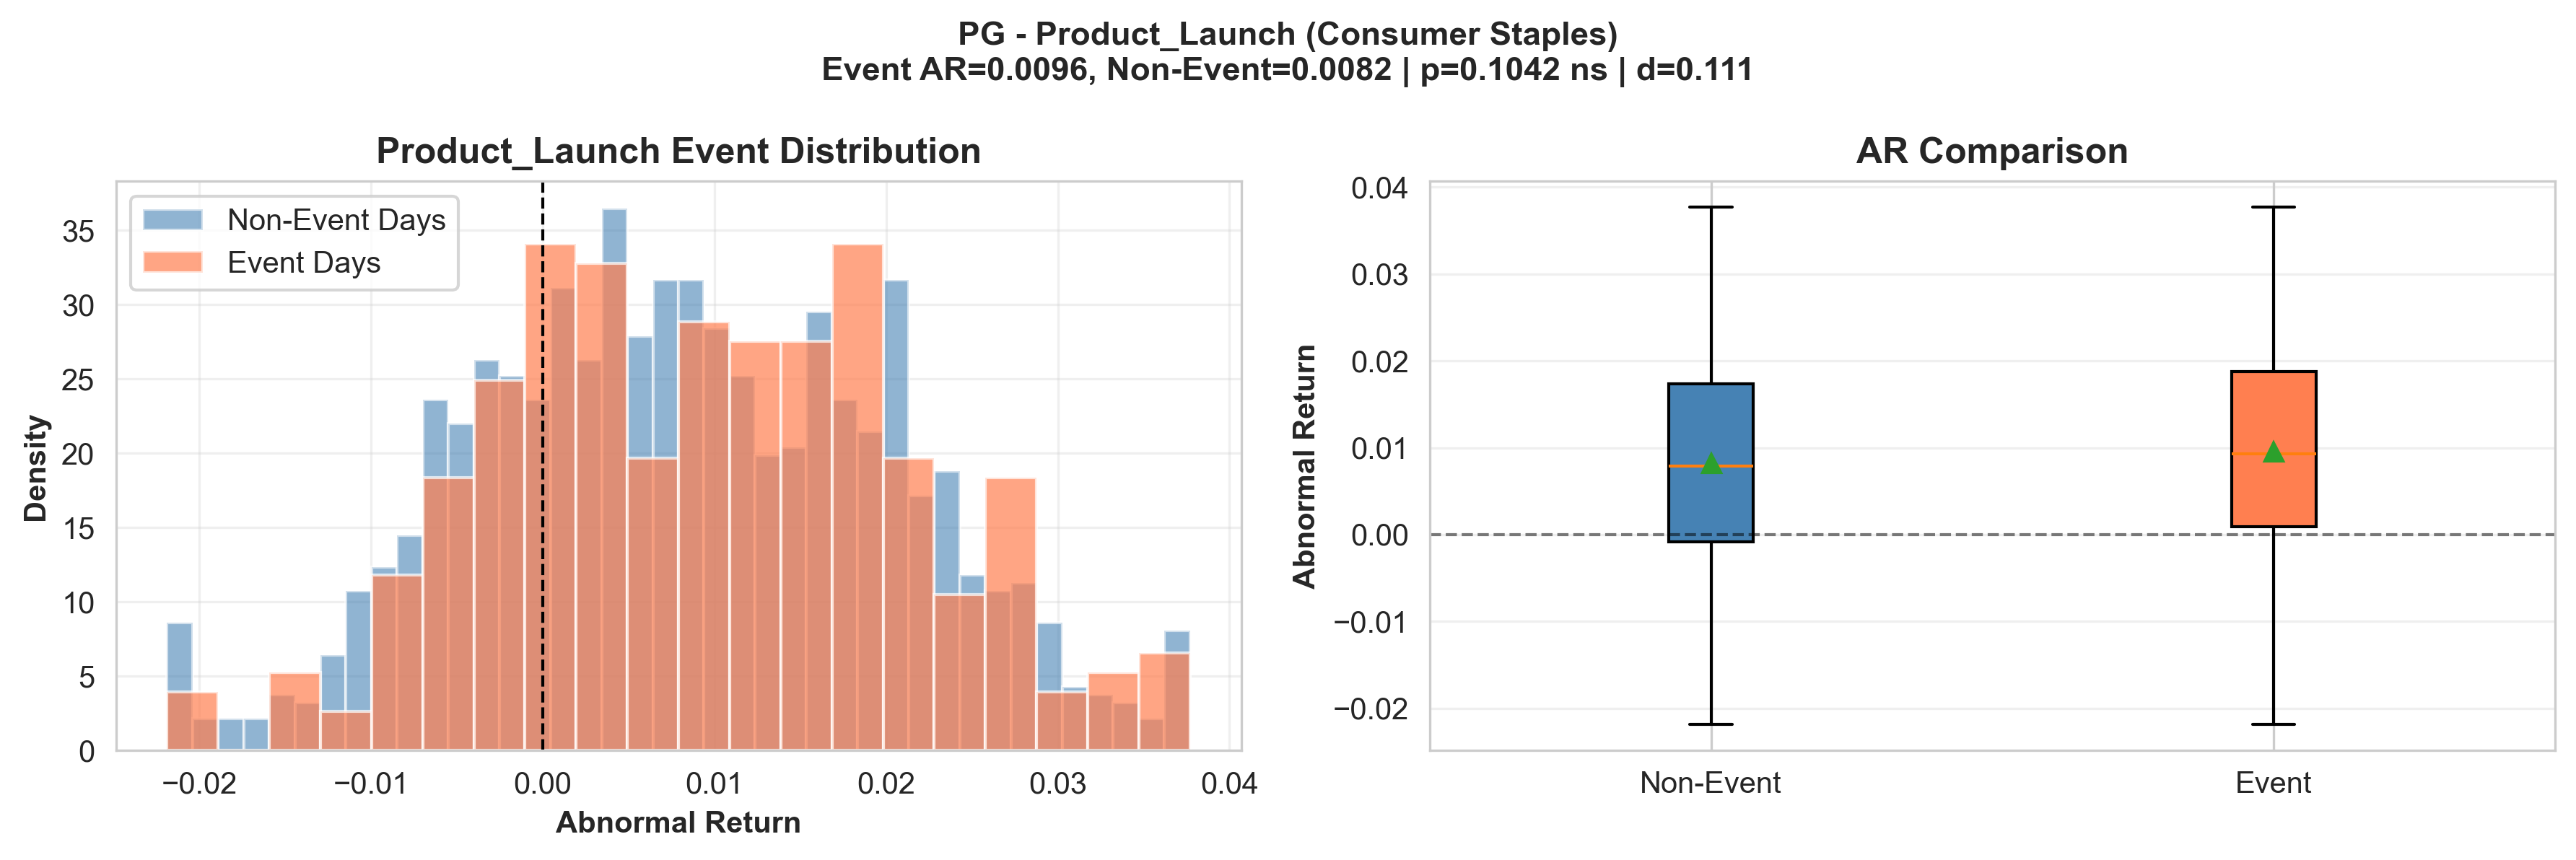 PG - Product_Launch (Consumer Staples)
Event AR=0.0096, Non-Event=0.0082 | p=0.1042 ns | d=0.111
Product_Launch Event Distribution
Non-Event Days
Event Days
35
30
25
20
15
10
5
0
Density
−0.02
−0.01
0.00
0.01
0.02
0.03
0.04
Abnormal Return
AR Comparison
0.04
0.03
0.02
0.01
0.00
−0.01
−0.02
Abnormal Return
Non-Event
Event